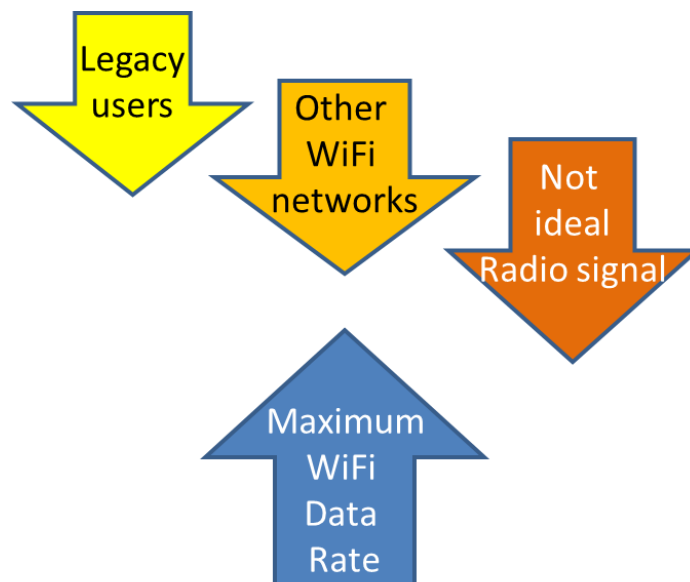 Legacy
users
Other
WiFi
networks
Not
ideal
Radio signal
Maximum
WiFi
Data
Rate